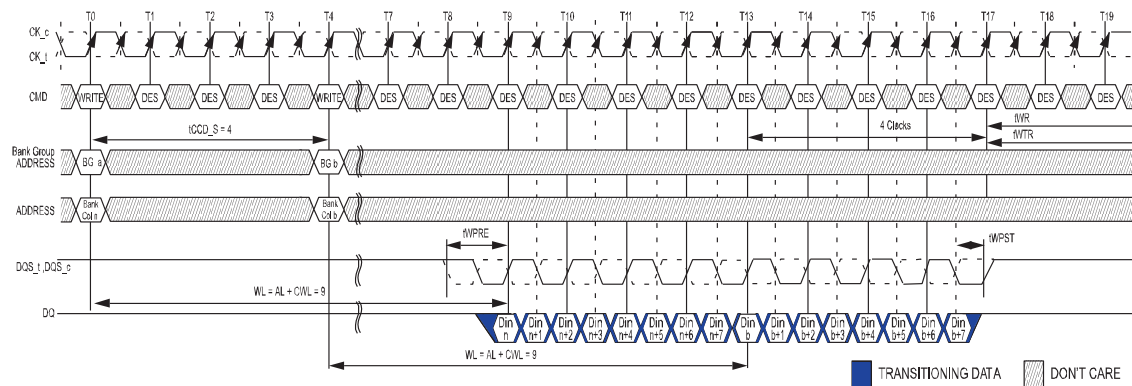 T0 T1 T2 T3 T4 T7 T8 T9 T10 T11 T12 T13 T14 T15 T16 T17 T18 T19
CK_c
CK_t
CMD WRITE DES DES DES WRITE DES DES DES DES DES DES DES DES DES DES DES DES DES
tCCD_S = 4 4 Clocks tWR
tWTR
Bank Group
ADDRESS BG a BG b
ADDRESS Bank Col n Bank Col b
tWPRE tWPST
DQS_t ,DQS_c
WL = AL + CWL = 9
DQ Din n Din n+1 Din n+2 Din n+3 Din n+4 Din n+5 Din n+6 Din n+7 Din b Din b+1 Din b+2 Din b+3 Din b+4 Din b+5 Din b+6 Din b+7
WL = AL + CWL = 9
TRANSITIONING DATA DON'T CARE